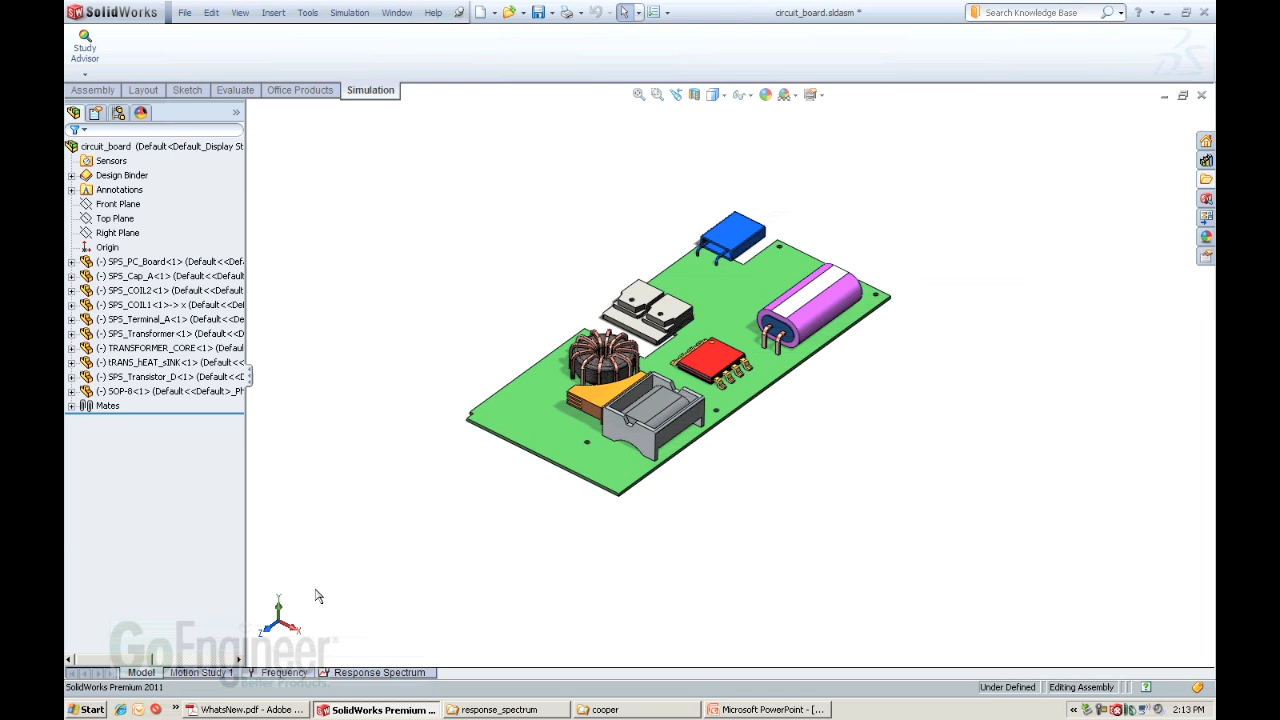 SolidWorks File Edit View Insert Tools Simulation Window Help circuit_board.sldasm * Search Knowledge Base
Study
Advisor
Assembly Layout Sketch Evaluate Office Products Simulation
circuit_board (Default<Default_Display St
Sensors
Design Binder
Annotations
Front Plane
Top Plane
Right Plane
Origin
(-) SPS_PC_Board<1> (Default<<Def
(-) SPS_Cap_A<1> (Default<<Default
(-) SPS_COIL2<1> (Default<<Default
(-) SPS_COIL1<1>-> x (Default<<Def
(-) SPS_Terminal_A<1> (Default<<De
(-) SPS_Transformer<1> (Default<<D
(-) TRANSFORMER_CORE<1> (Default
(-) tRANS_hEAT_sINK<1> (Default<<
(-) SPS_Transistor_D<1> (Default<<D
(-) SOP-8<1> (Default<<Default>_Ph
Mates
Y
Z X
GoEngineer
Better Products.
Model Motion Study 1 Frequency Response Spectrum
SolidWorks Premium 2011 Under Defined Editing Assembly
Start WhatsNew.pdf - Adobe ... SolidWorks Premium ... response_spectrum cooper Microsoft PowerPoint - [... 2:13 PM